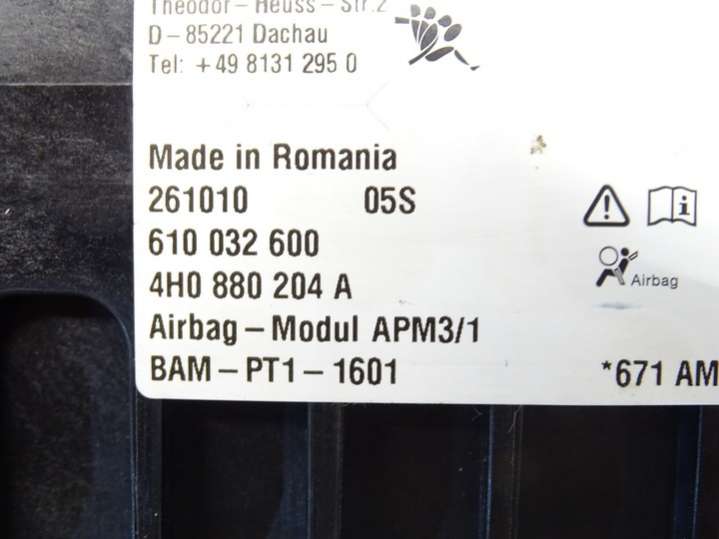 Theodor-Heuss-Str.2
D-85221 Dachau
Tel: +49 8131 295 0
Made in Romania
261010 05S
610 032 600
4H0 880 204 A
Airbag
Airbag-Modul APM3/1
BAM-PT1-1601 *671 AM